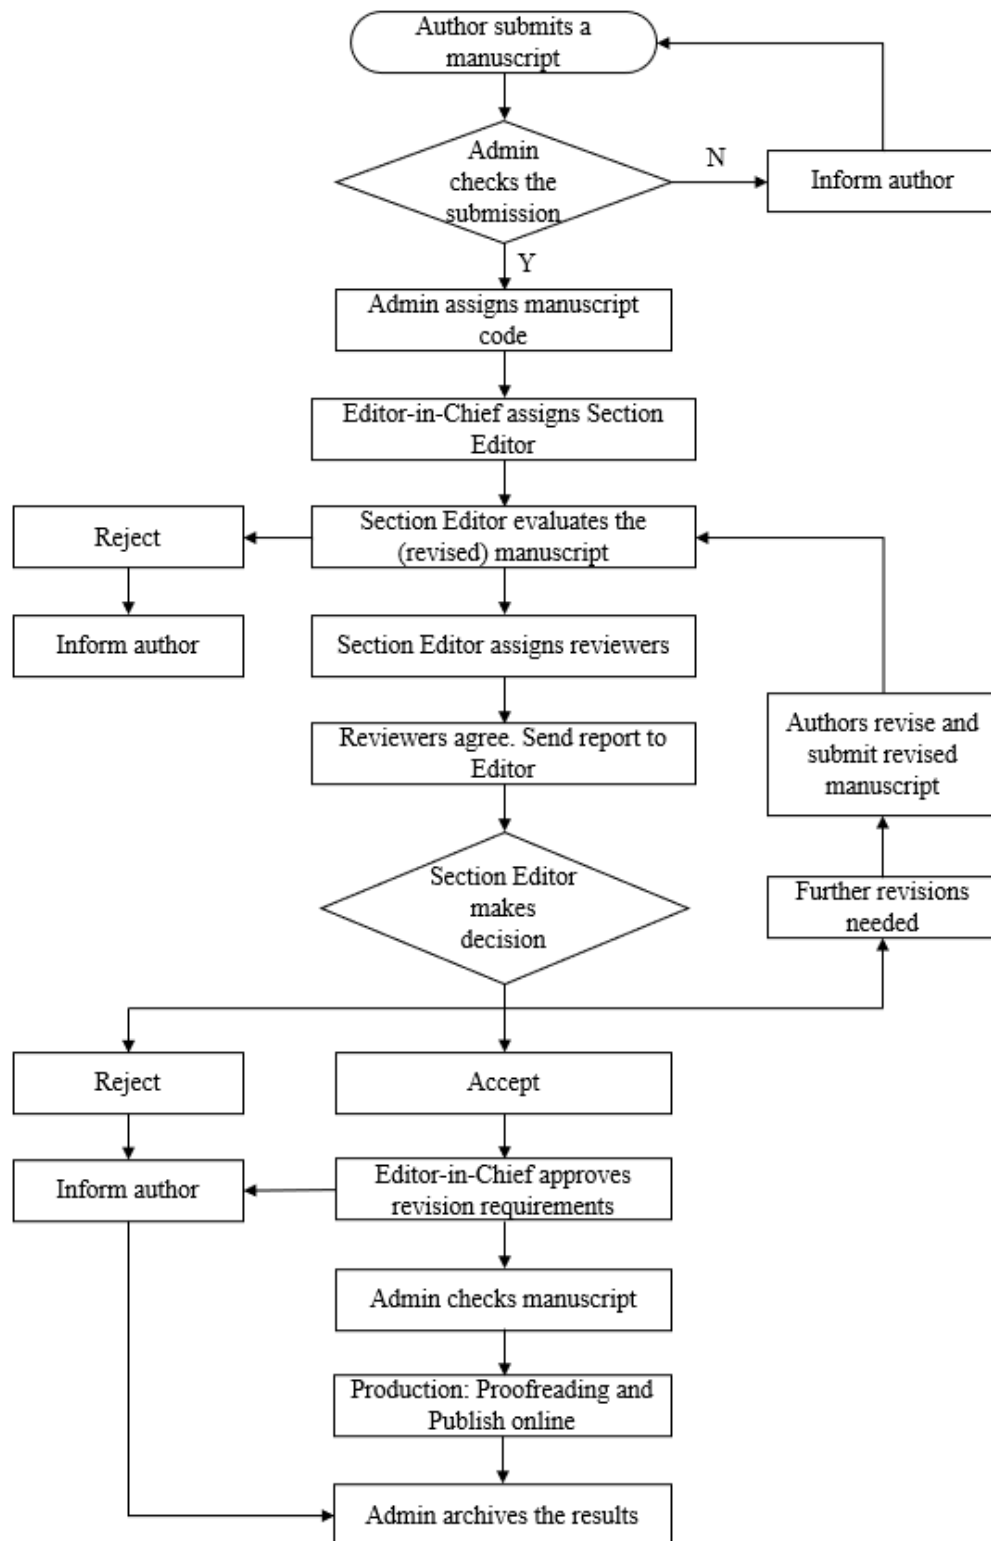 Author submits a
manuscript
Admin
checks the
submission
N
Inform author
Y
Admin assigns manuscript
code
Editor-in-Chief assigns Section
Editor
Reject
Section Editor evaluates the
(revised) manuscript
Inform author
Section Editor assigns reviewers
Reviewers agree. Send report to
Editor
Authors revise and
submit revised
manuscript
Section Editor
makes
decision
Further revisions
needed
Reject
Accept
Inform author
Editor-in-Chief approves
revision requirements
Admin checks manuscript
Production: Proofreading and
Publish online
Admin archives the results